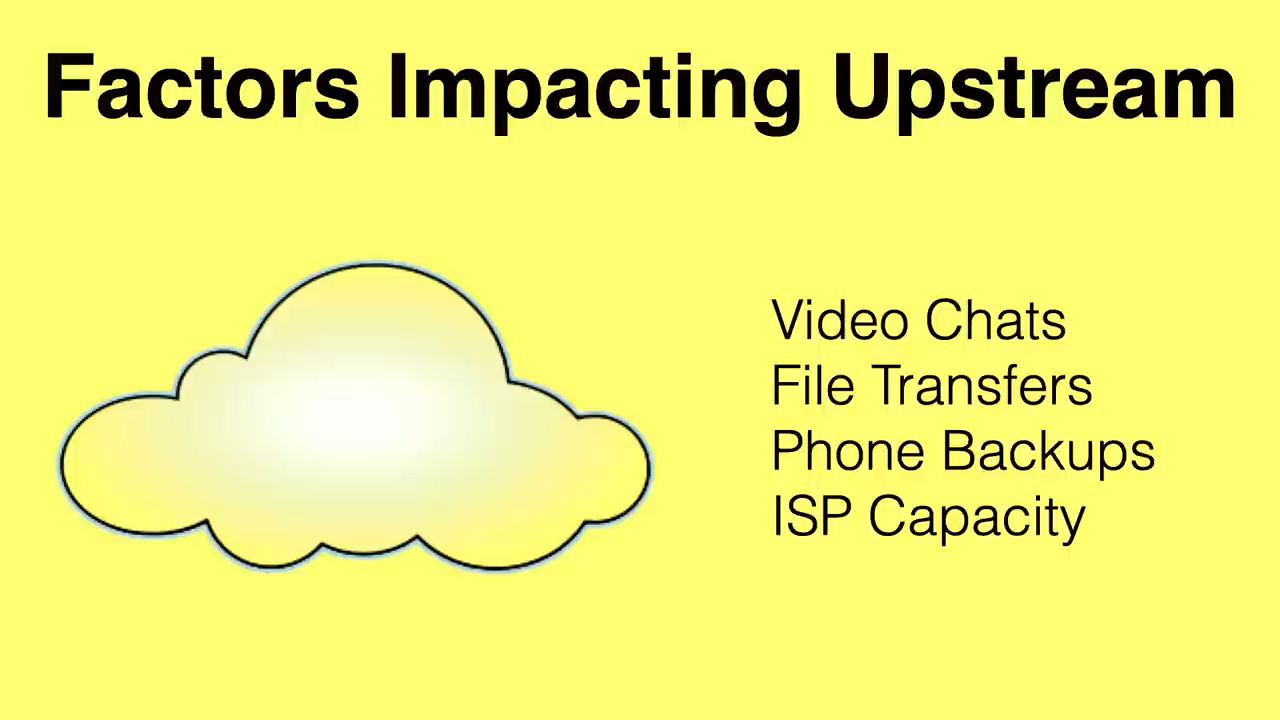 Factors Impacting Upstream
Video Chats
File Transfers
Phone Backups
ISP Capacity